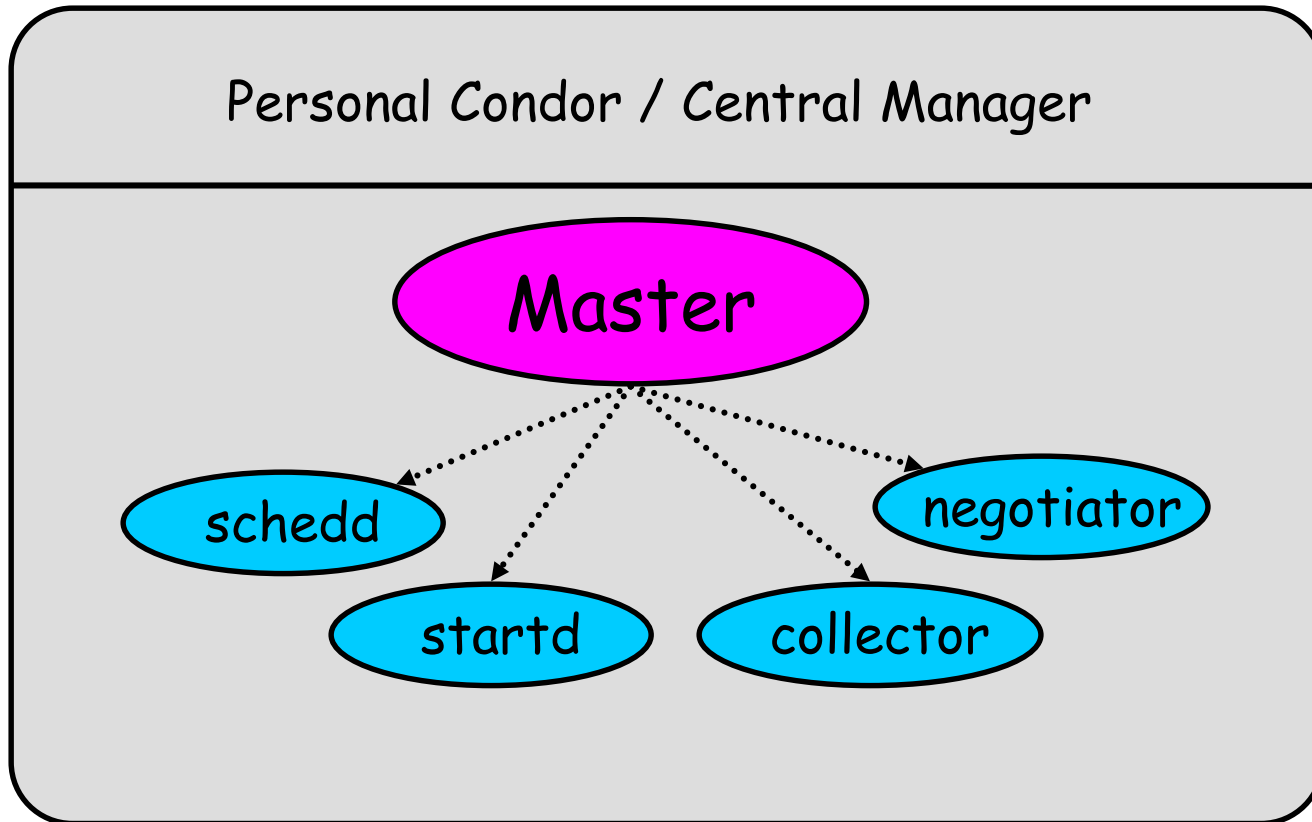 Personal Condor / Central Manager
Master
schedd
negotiator
startd
collector